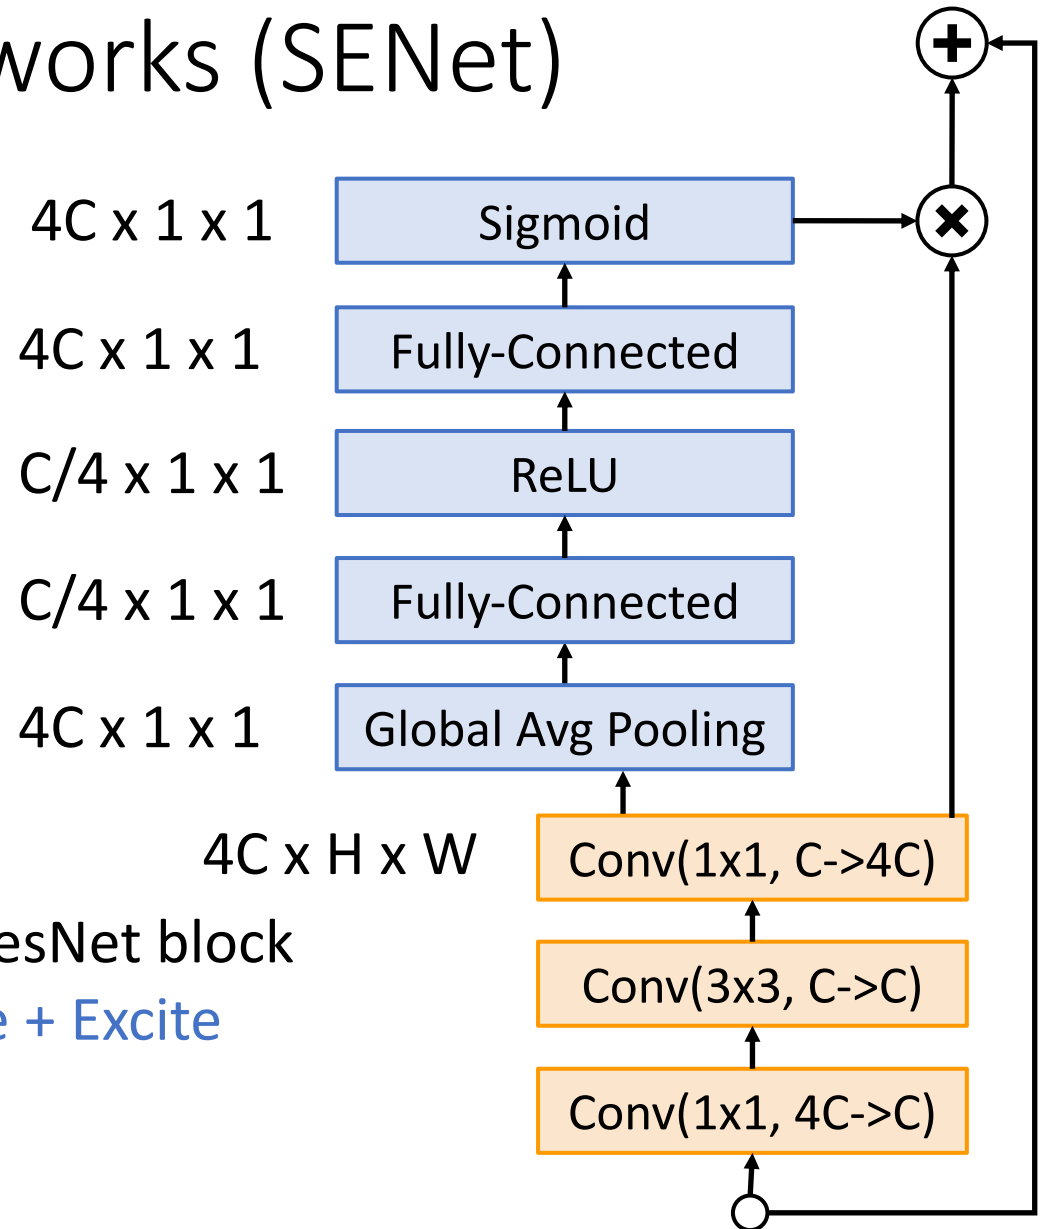 works (SENet)
4C x 1 x 1
Sigmoid
4C x 1 x 1
Fully-Connected
C/4 x 1 x 1
ReLU
C/4 x 1 x 1
Fully-Connected
4C x 1 x 1
Global Avg Pooling
4C x H x W
Conv(1x1, C->4C)
esNet block
Conv(3x3, C->C)
e + Excite
Conv(1x1, 4C->C)